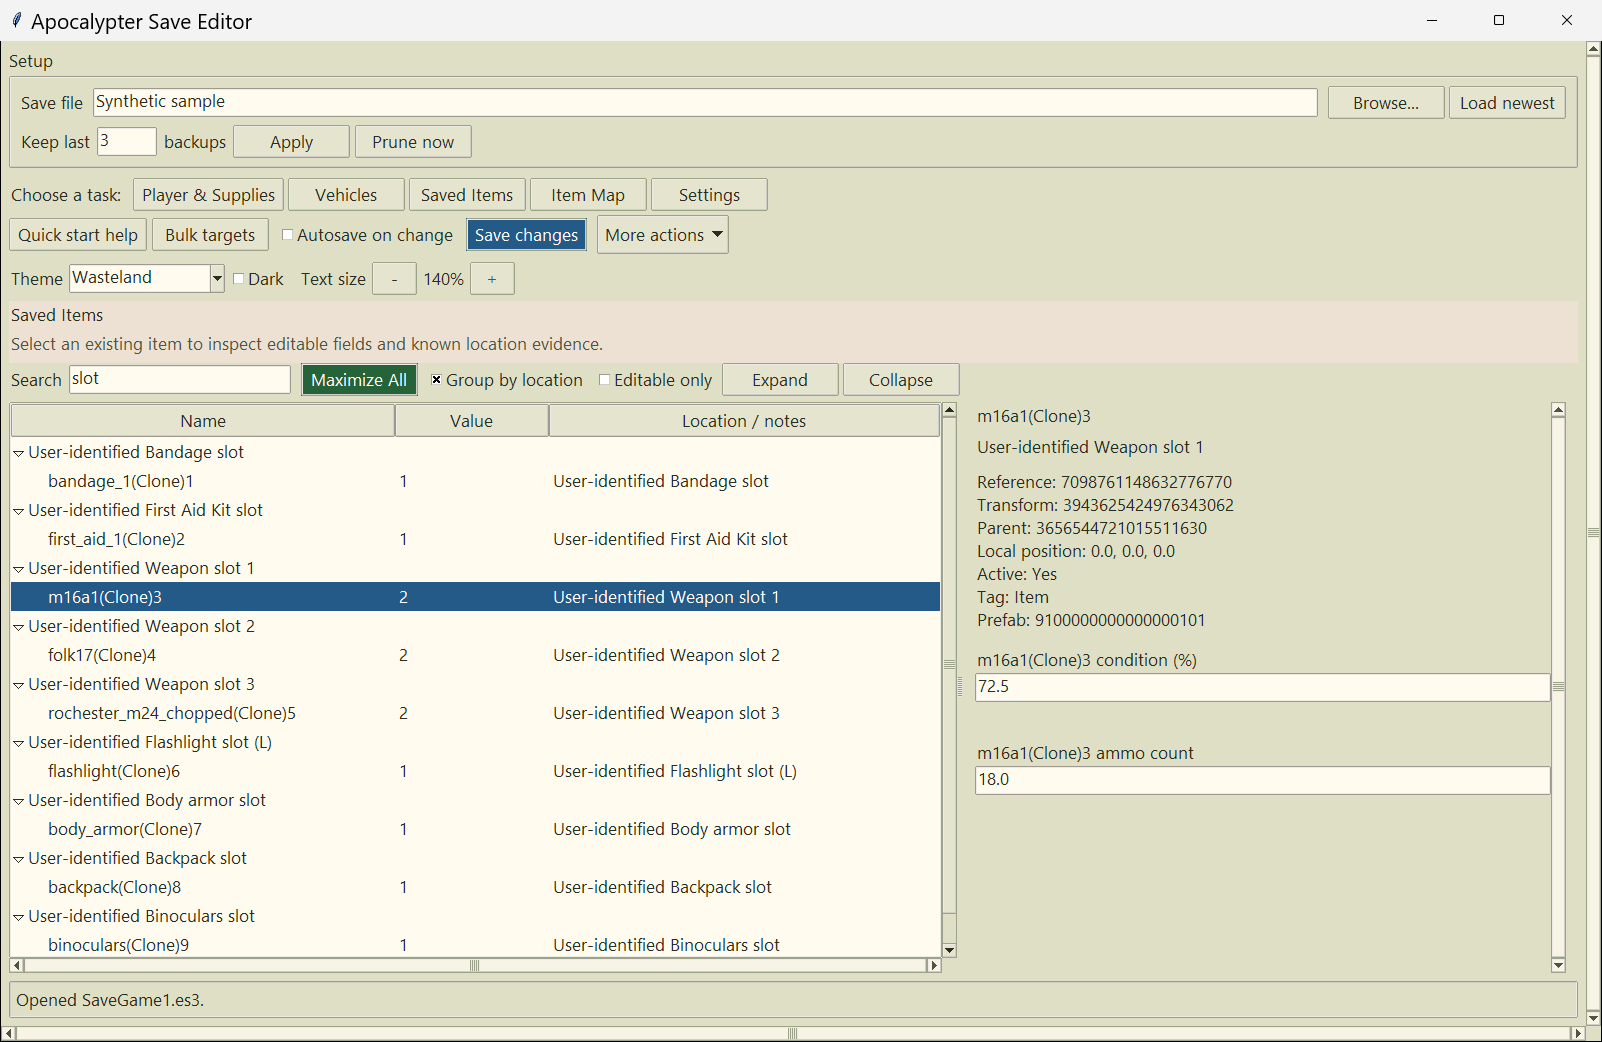 Apocalypter Save Editor
Setup
Save file Synthetic sample Browse... Load newest
Keep last 3 backups Apply Prune now
Choose a task: Player & Supplies Vehicles Saved Items Item Map Settings
Quick start help Bulk targets Autosave on change Save changes More actions
Theme Wasteland Dark Text size - 140% +
Saved Items
Select an existing item to inspect editable fields and known location evidence.
Search slot Maximize All Group by location Editable only Expand Collapse
Name Value Location / notes
User-identified Bandage slot
bandage_1(Clone)1 1 User-identified Bandage slot
User-identified First Aid Kit slot
first_aid_1(Clone)2 1 User-identified First Aid Kit slot
User-identified Weapon slot 1
m16a1(Clone)3 2 User-identified Weapon slot 1
User-identified Weapon slot 2
folk17(Clone)4 2 User-identified Weapon slot 2
User-identified Weapon slot 3
rochester_m24_chopped(Clone)5 2 User-identified Weapon slot 3
User-identified Flashlight slot (L)
flashlight(Clone)6 1 User-identified Flashlight slot (L)
User-identified Body armor slot
body_armor(Clone)7 1 User-identified Body armor slot
User-identified Backpack slot
backpack(Clone)8 1 User-identified Backpack slot
User-identified Binoculars slot
binoculars(Clone)9 1 User-identified Binoculars slot
m16a1(Clone)3
User-identified Weapon slot 1
Reference: 7098761148632776770
Transform: 3943625424976343062
Parent: 3656544721015511630
Local position: 0.0, 0.0, 0.0
Active: Yes
Tag: Item
Prefab: 9100000000000000101
m16a1(Clone)3 condition (%)
72.5
m16a1(Clone)3 ammo count
18.0
Opened SaveGame1.es3.